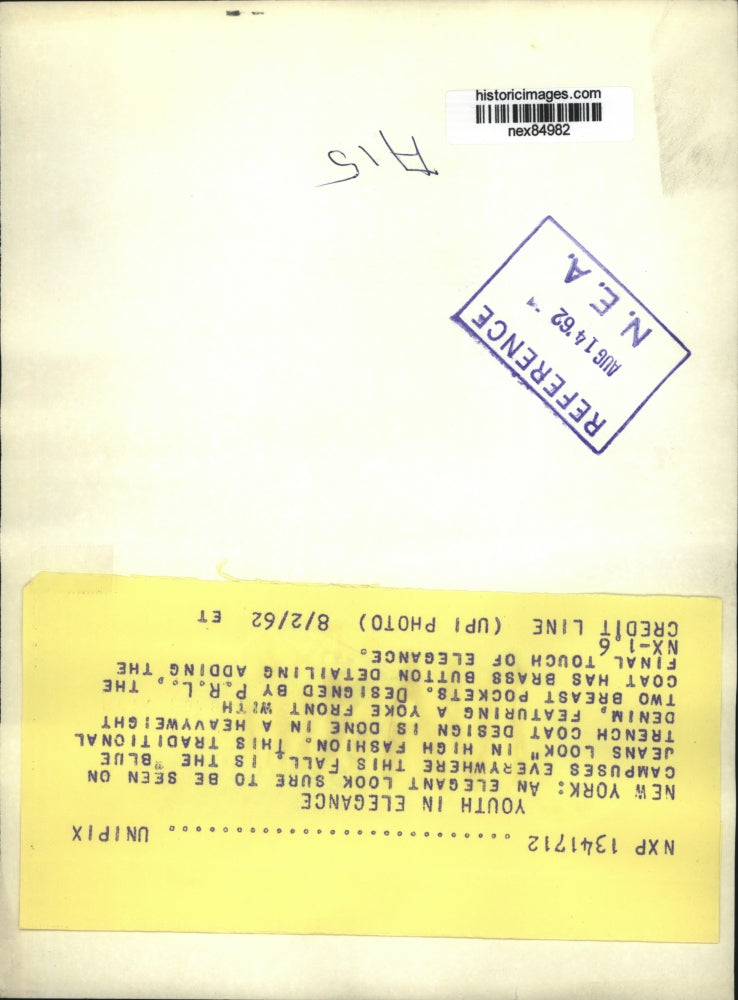 historicimages.com
nex84982
A15
REFERENCE
AUG 14 '62
N. E. A.
NXP 1341712 .................................. UNIPIX
YOUTH IN ELEGANCE
NEW YORK: AN ELEGANT LOOK SURE TO BE SEEN ON
CAMPUSES EVERYWHERE THIS FALL, IS THE "BLUE
JEANS LOOK" IN HIGH FASHION. THIS TRADITIONAL
TRENCH COAT DESIGN IS DONE IN A HEAVYWEIGHT
DENIM, FEATURING A YOKE FRONT WITH
TWO BREAST POCKETS. DESIGNED BY P.R.L., THE
COAT HAS BRASS BUTTON DETAILING ADDING THE
FINAL TOUCH OF ELEGANCE.
NX-1,6
CREDIT LINE (UPI PHOTO) 8/2/62 ET